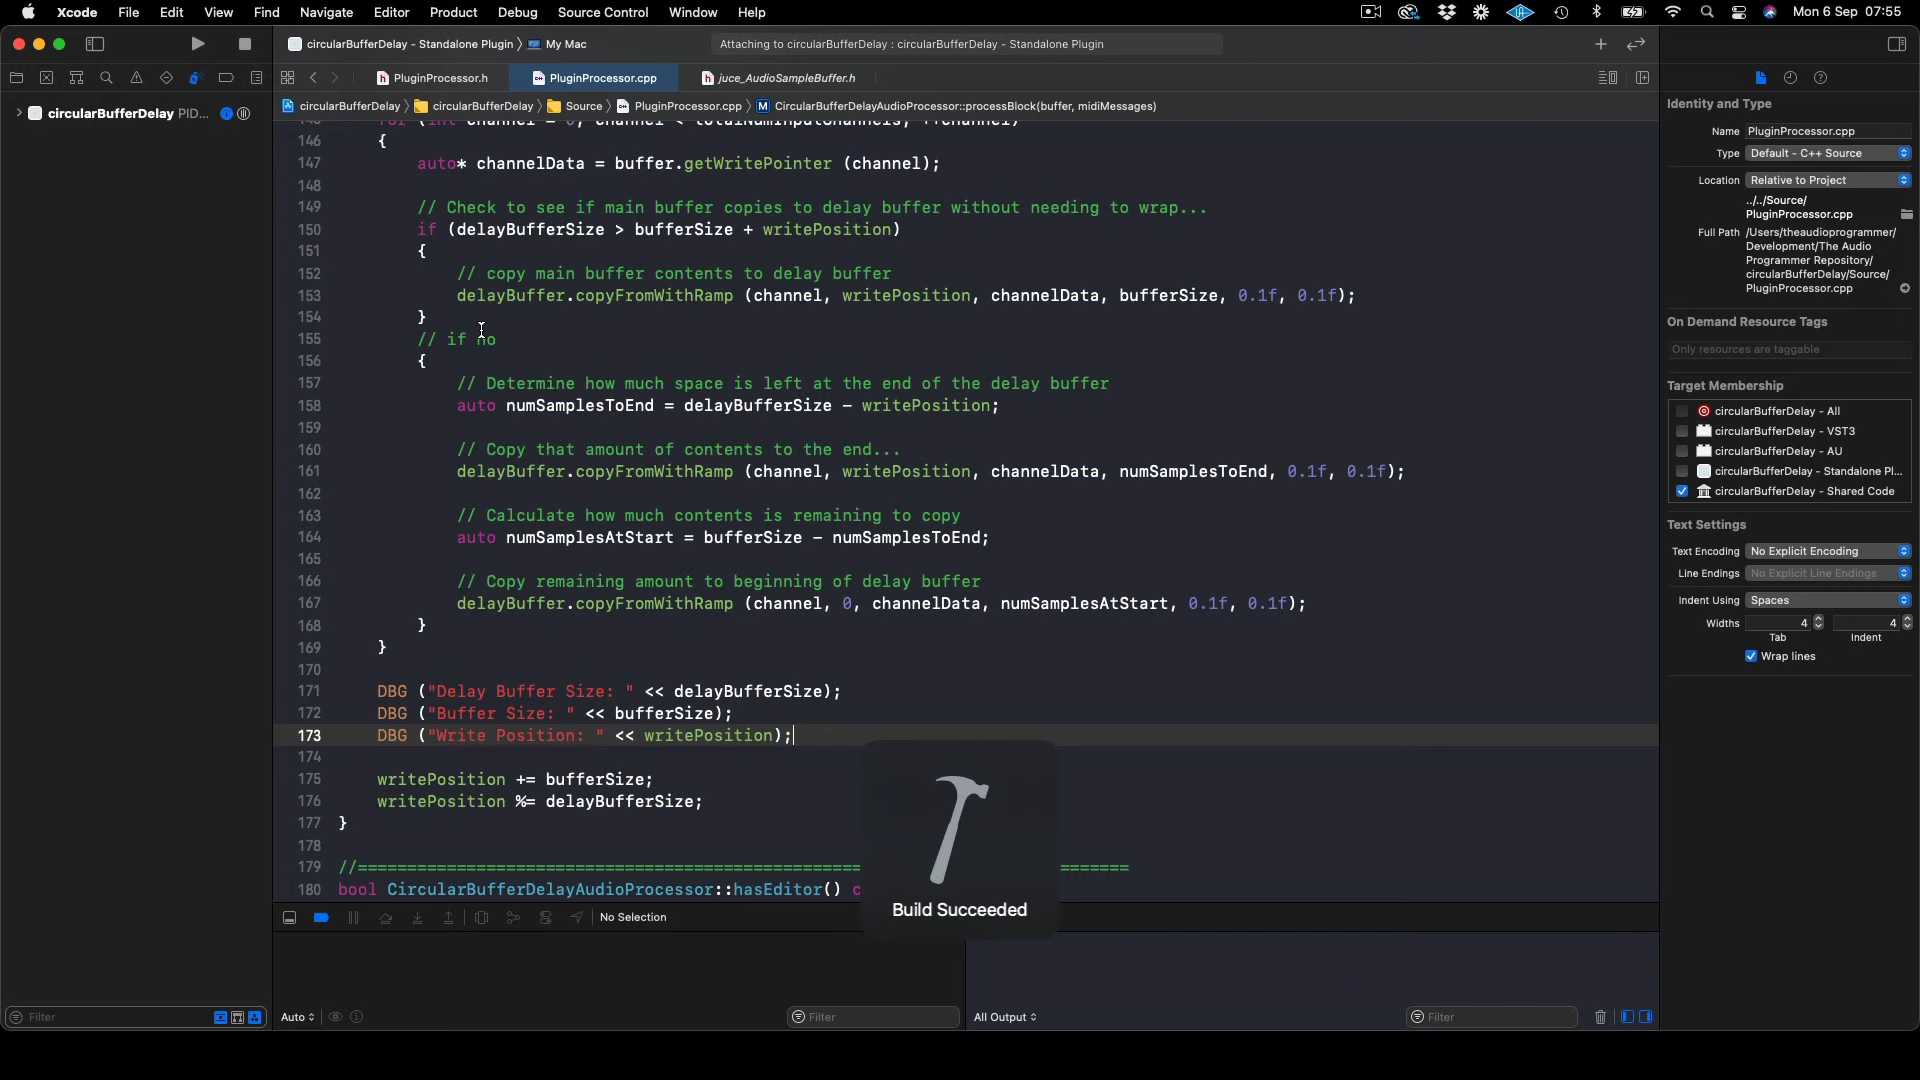 Xcode File Edit View Find Navigate Editor Product Debug Source Control Window Help Mon 6 Sep 07:55
circularBufferDelay - Standalone Plugin My Mac Attaching to circularBufferDelay : circularBufferDelay - Standalone Plugin
PluginProcessor.h PluginProcessor.cpp juce_AudioSampleBuffer.h
circularBufferDelay PID...
circularBufferDelay circularBufferDelay Source PluginProcessor.cpp M CircularBufferDelayAudioProcessor::processBlock(buffer, midiMessages)
for (int channel = 0; channel < totalNumInputChannels; ++channel)
146 {
147 auto* channelData = buffer.getWritePointer (channel);
148
149 // Check to see if main buffer copies to delay buffer without needing to wrap...
150 if (delayBufferSize > bufferSize + writePosition)
151 {
152 // copy main buffer contents to delay buffer
153 delayBuffer.copyFromWithRamp (channel, writePosition, channelData, bufferSize, 0.1f, 0.1f);
154 }
155 // if no
156 {
157 // Determine how much space is left at the end of the delay buffer
158 auto numSamplesToEnd = delayBufferSize - writePosition;
159
160 // Copy that amount of contents to the end...
161 delayBuffer.copyFromWithRamp (channel, writePosition, channelData, numSamplesToEnd, 0.1f, 0.1f);
162
163 // Calculate how much contents is remaining to copy
164 auto numSamplesAtStart = bufferSize - numSamplesToEnd;
165
166 // Copy remaining amount to beginning of delay buffer
167 delayBuffer.copyFromWithRamp (channel, 0, channelData, numSamplesAtStart, 0.1f, 0.1f);
168 }
169 }
170
171 DBG ("Delay Buffer Size: " << delayBufferSize);
172 DBG ("Buffer Size: " << bufferSize);
173 DBG ("Write Position: " << writePosition);
174
175 writePosition += bufferSize;
176 writePosition %= delayBufferSize;
177 }
178
179 //==============================================================================
180 bool CircularBufferDelayAudioProcessor::hasEditor() c
Build Succeeded
No Selection
Filter
Auto
Filter
All Output
Filter
Identity and Type
Name PluginProcessor.cpp
Type Default - C++ Source
Location Relative to Project
../../Source/
PluginProcessor.cpp
Full Path /Users/theaudioprogrammer/
Development/The Audio
Programmer Repository/
circularBufferDelay/Source/
PluginProcessor.cpp
On Demand Resource Tags
Only resources are taggable
Target Membership
circularBufferDelay - All
circularBufferDelay - VST3
circularBufferDelay - AU
circularBufferDelay - Standalone Pl...
circularBufferDelay - Shared Code
Text Settings
Text Encoding No Explicit Encoding
Line Endings No Explicit Line Endings
Indent Using Spaces
Widths 4 4
Tab Indent
Wrap lines